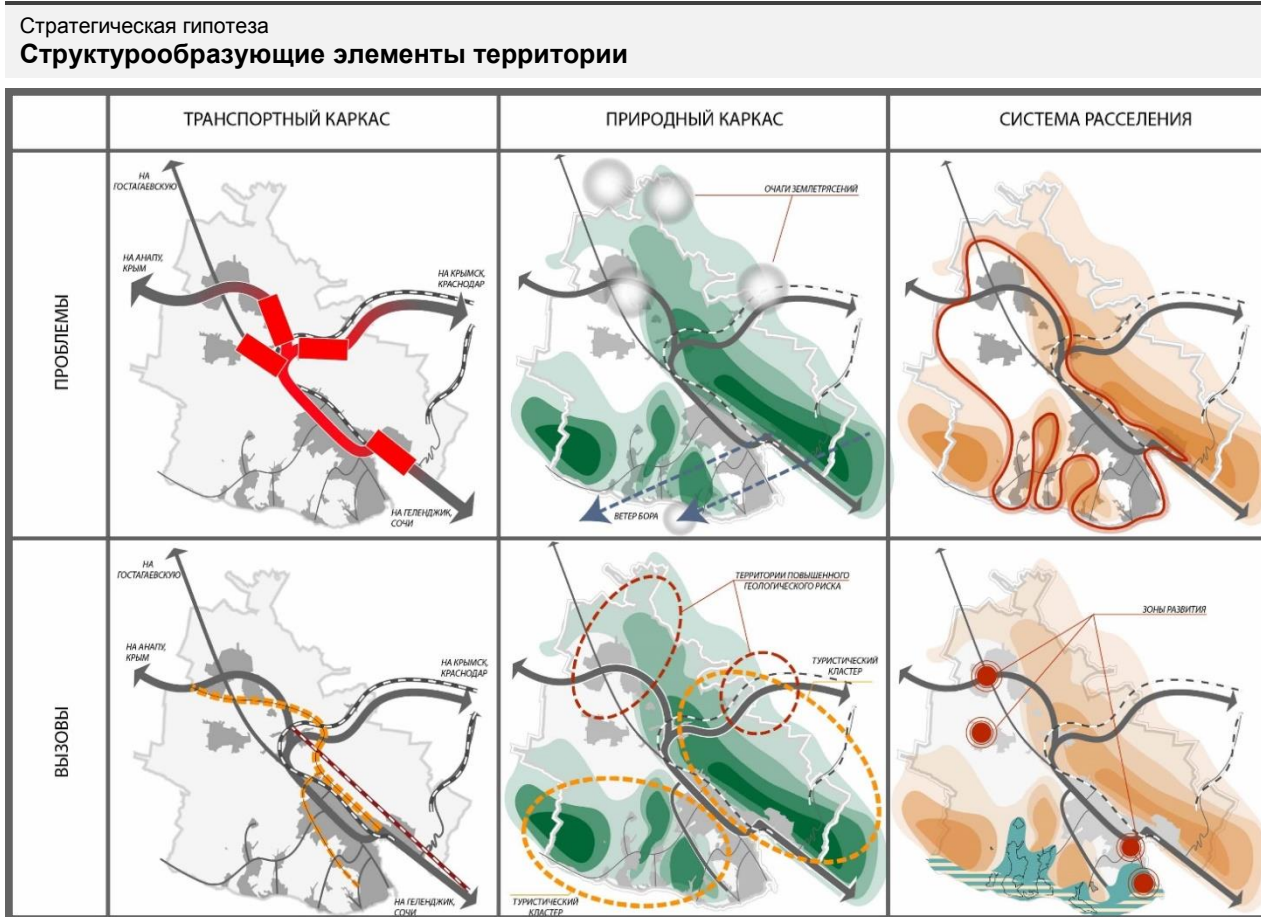 Стратегическая гипотеза
Структурообразующие элементы территории
ТРАНСПОРТНЫЙ КАРКАС
ПРИРОДНЫЙ КАРКАС
СИСТЕМА РАССЕЛЕНИЯ
ПРОБЛЕМЫ
НА
ГОСТАГАЕВСКУЮ
НА АНАПУ,
КРЫМ
НА КРЫМСК,
КРАСНОДАР
НА ГЕЛЕНДЖИК,
СОЧИ
ОЧАГИ ЗЕМЛЕТРЯСЕНИЙ
ВЕТЕР БОРА
ВЫЗОВЫ
НА
ГОСТАГАЕВСКУЮ
НА АНАПУ,
КРЫМ
НА КРЫМСК,
КРАСНОДАР
НА ГЕЛЕНДЖИК,
СОЧИ
ТЕРРИТОРИИ ПОВЫШЕННОГО
ГЕОЛОГИЧЕСКОГО РИСКА
ТУРИСТИЧЕСКИЙ
КЛАСТЕР
ТУРИСТИЧЕСКИЙ
КЛАСТЕР
ЗОНЫ РАЗВИТИЯ